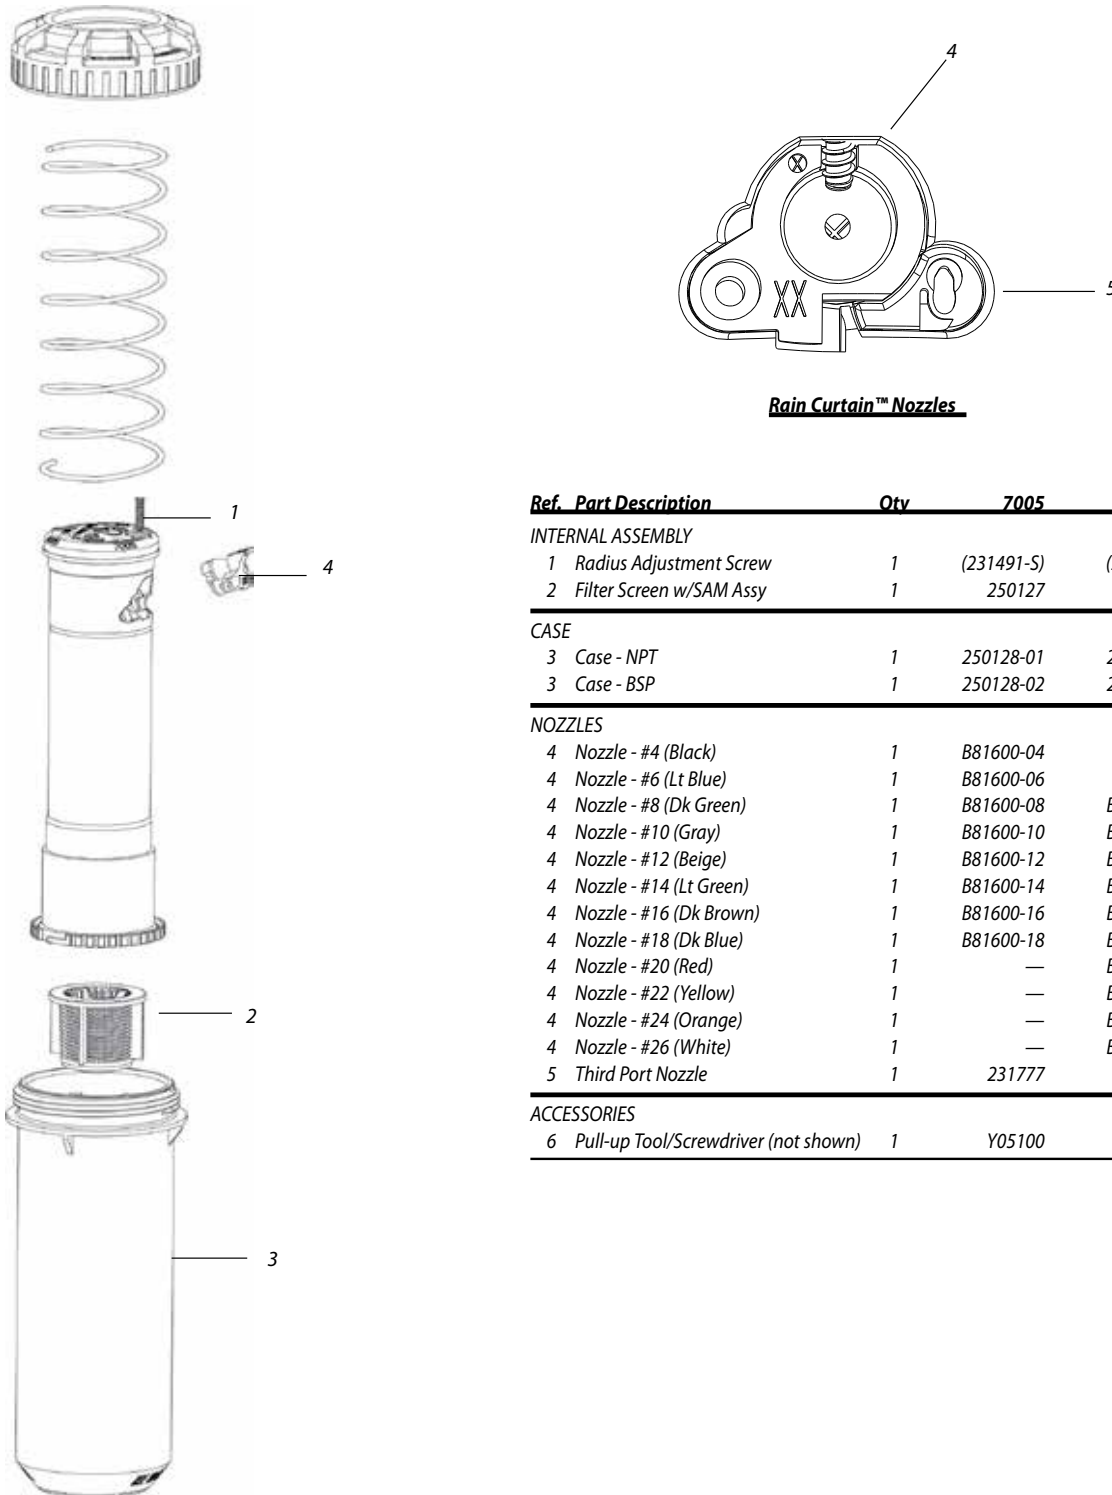 4
5
XX
Rain Curtain™ Nozzles
1
4
2
3
Ref. Part Description Qty 7005
INTERNAL ASSEMBLY
1 Radius Adjustment Screw 1 (231491-S) (
2 Filter Screen w/SAM Assy 1 250127
CASE
3 Case - NPT 1 250128-01 2
3 Case - BSP 1 250128-02 2
NOZZLES
4 Nozzle - #4 (Black) 1 B81600-04
4 Nozzle - #6 (Lt Blue) 1 B81600-06
4 Nozzle - #8 (Dk Green) 1 B81600-08
4 Nozzle - #10 (Gray) 1 B81600-10
4 Nozzle - #12 (Beige) 1 B81600-12
4 Nozzle - #14 (Lt Green) 1 B81600-14
4 Nozzle - #16 (Dk Brown) 1 B81600-16
4 Nozzle - #18 (Dk Blue) 1 B81600-18
4 Nozzle - #20 (Red) 1 —
4 Nozzle - #22 (Yellow) 1 —
4 Nozzle - #24 (Orange) 1 —
4 Nozzle - #26 (White) 1 —
5 Third Port Nozzle 1 231777
ACCESSORIES
6 Pull-up Tool/Screwdriver (not shown) 1 Y05100